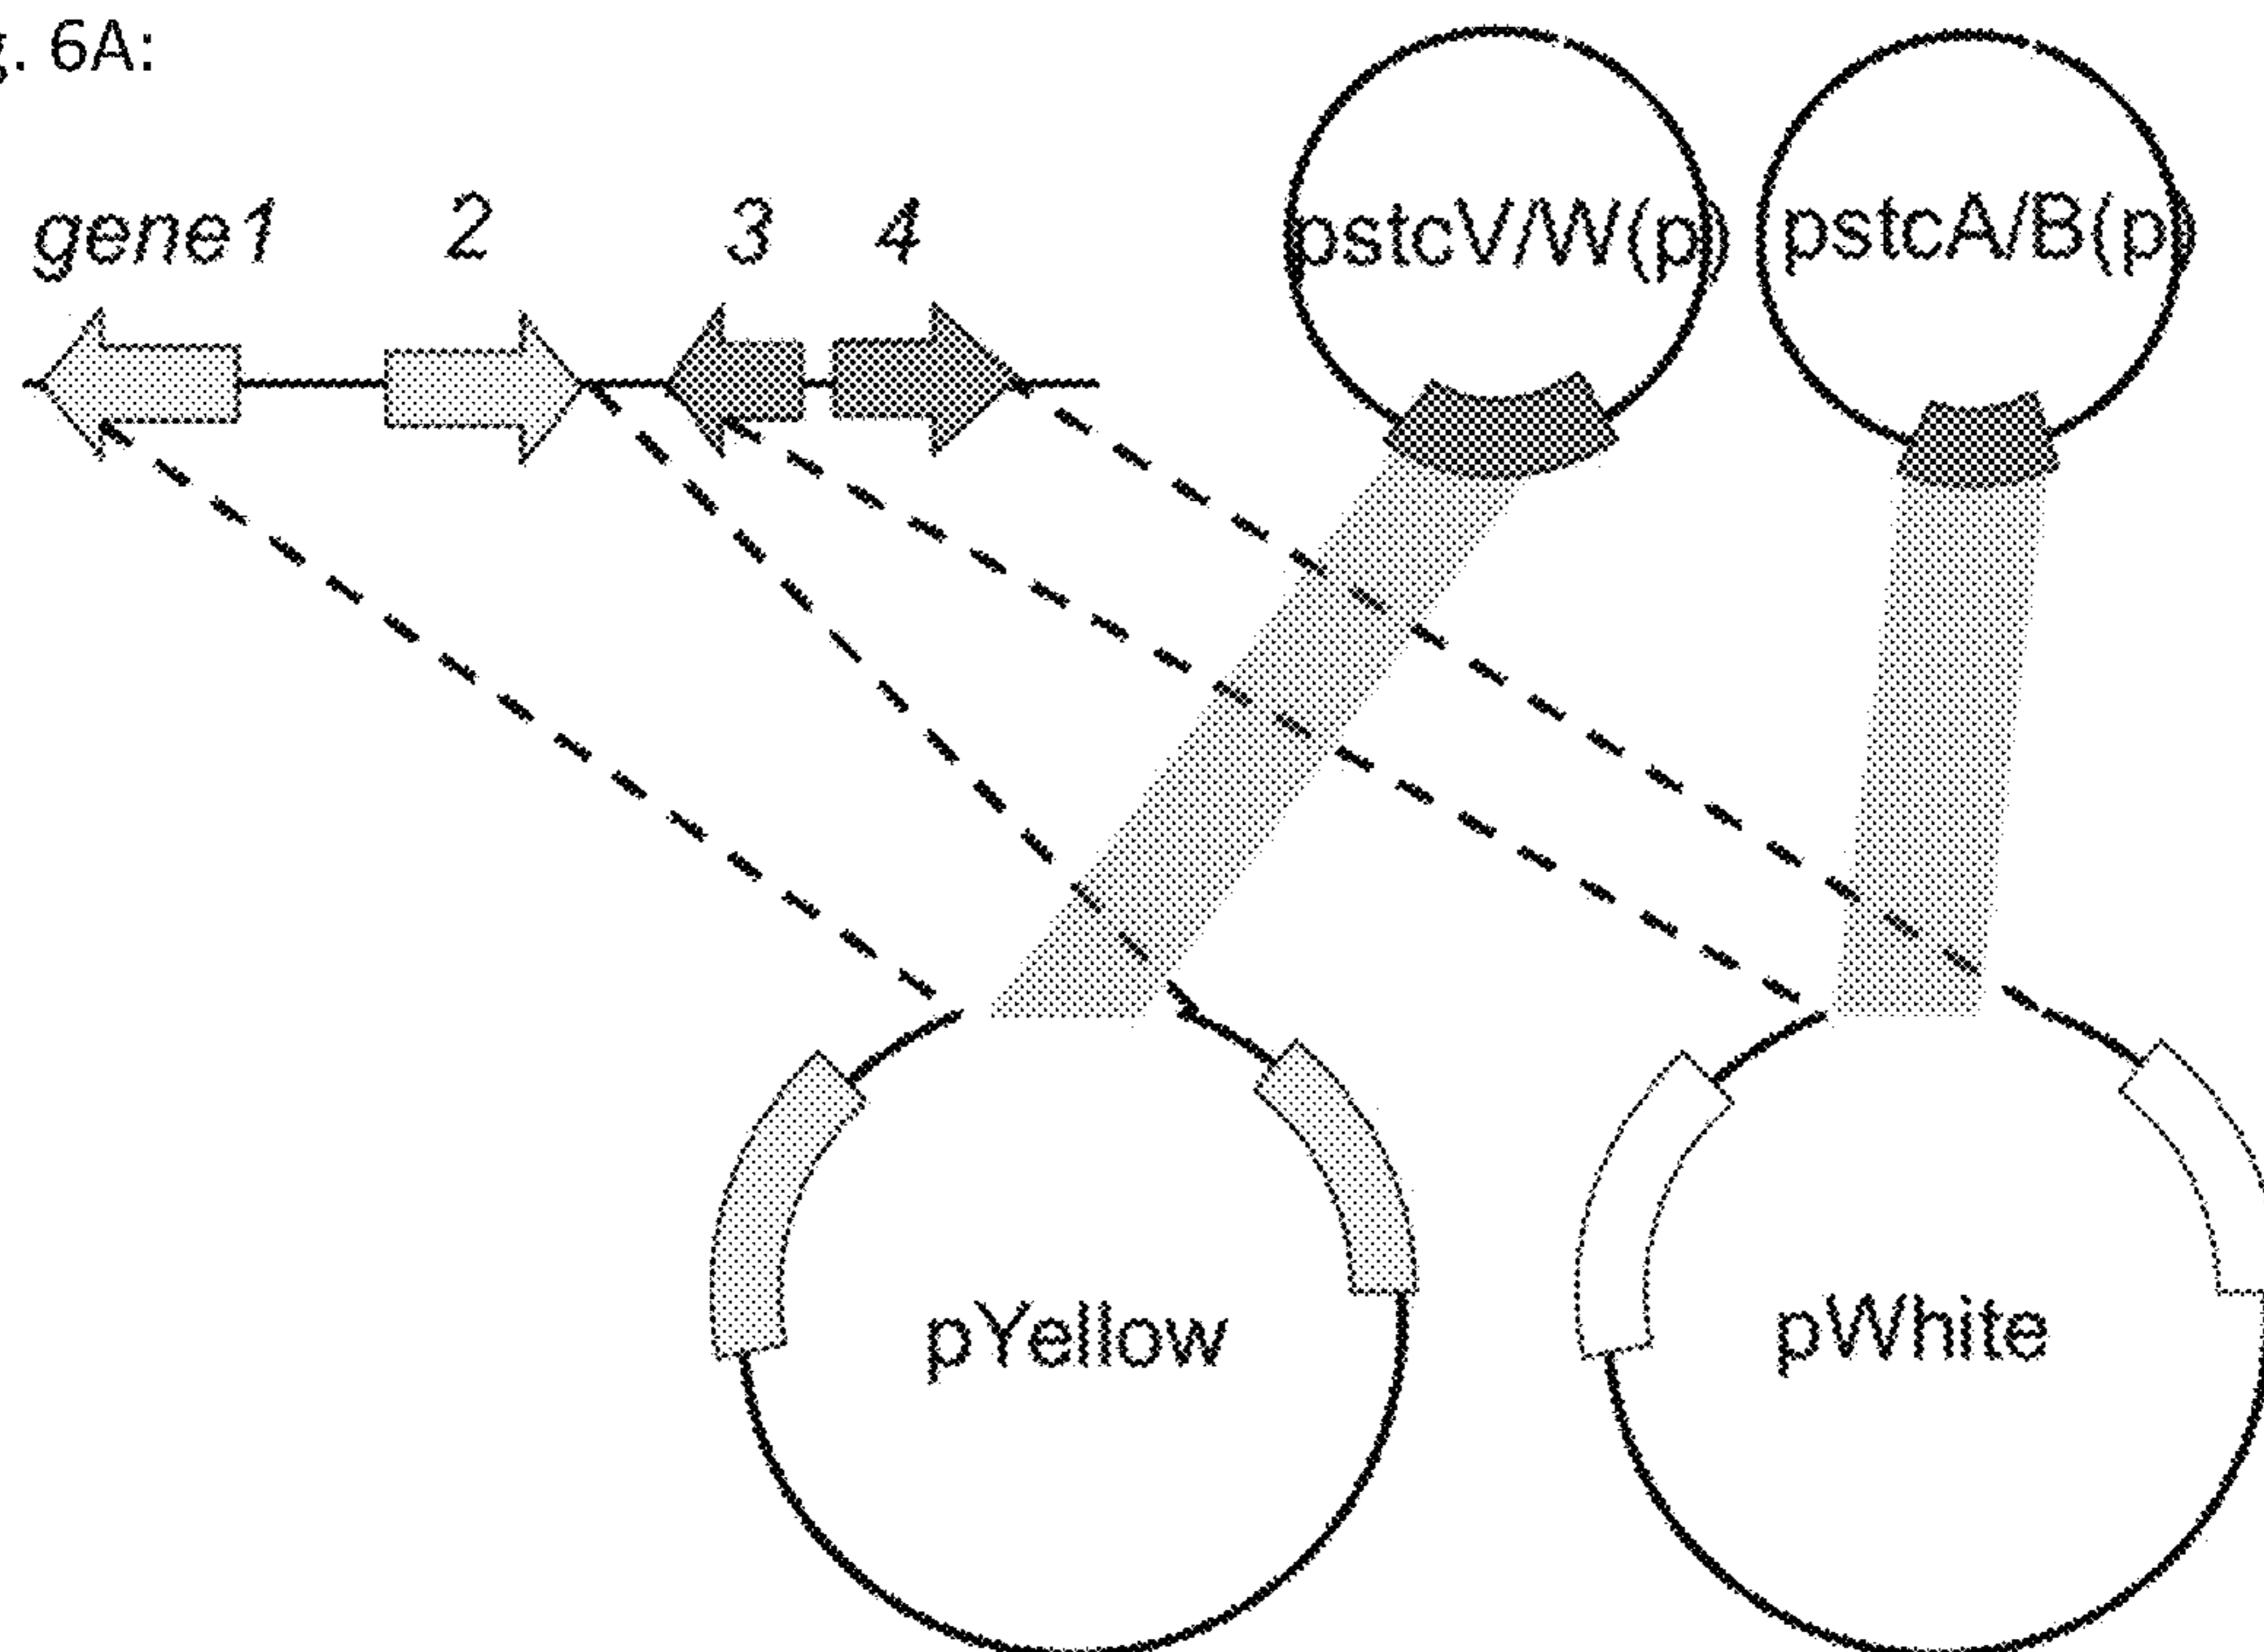 g. 6A:
gene1 2 3 4
pstcV/W(p) pstcA/B(p)
pYellow pWhite